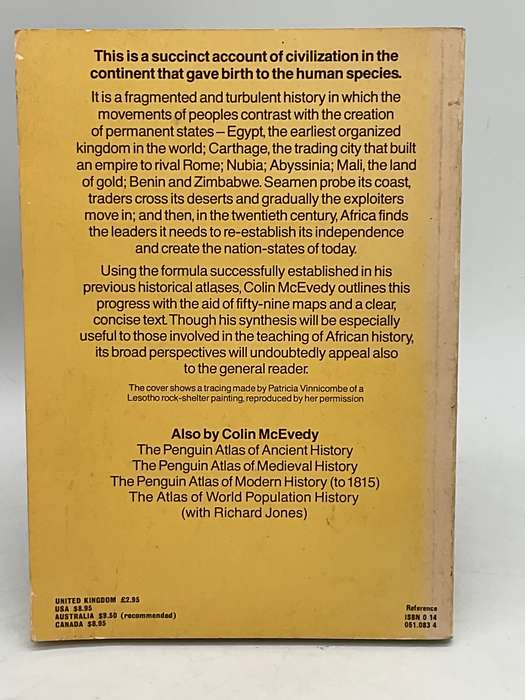 This is a succinct account of civilization in the
continent that gave birth to the human species.
It is a fragmented and turbulent history in which the
movements of peoples contrast with the creation
of permanent states – Egypt, the earliest organized
kingdom in the world; Carthage, the trading city that built
an empire to rival Rome; Nubia; Abyssinia; Mali, the land
of gold; Benin and Zimbabwe. Seamen probe its coast,
traders cross its deserts and gradually the exploiters
move in; and then, in the twentieth century, Africa finds
the leaders it needs to re-establish its independence
and create the nation-states of today.
Using the formula successfully established in his
previous historical atlases, Colin McEvedy outlines this
progress with the aid of fifty-nine maps and a clear,
concise text. Though his synthesis will be especially
useful to those involved in the teaching of African history,
its broad perspectives will undoubtedly appeal also
to the general reader.
The cover shows a tracing made by Patricia Vinnicombe of a
Lesotho rock-shelter painting, reproduced by her permission
Also by Colin McEvedy
The Penguin Atlas of Ancient History
The Penguin Atlas of Medieval History
The Penguin Atlas of Modern History (to 1815)
The Atlas of World Population History
(with Richard Jones)
UNITED KINGDOM £2.95
USA $8.95
AUSTRALIA $9.50 (recommended)
CANADA $8.95
Reference
ISBN 0 14
051.083 4